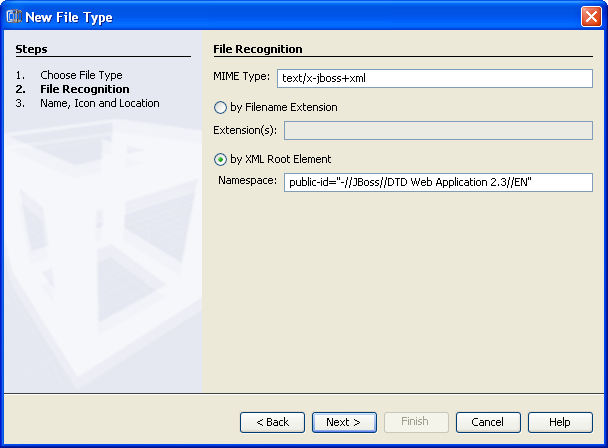 New File Type
Steps
1. Choose File Type
2. File Recognition
3. Name, Icon and Location
File Recognition
MIME Type: text/x-jboss+xml
by Filename Extension
Extension(s):
by XML Root Element
Namespace: public-id="-//JBoss//DTD Web Application 2.3//EN"
< Back Next > Finish Cancel Help